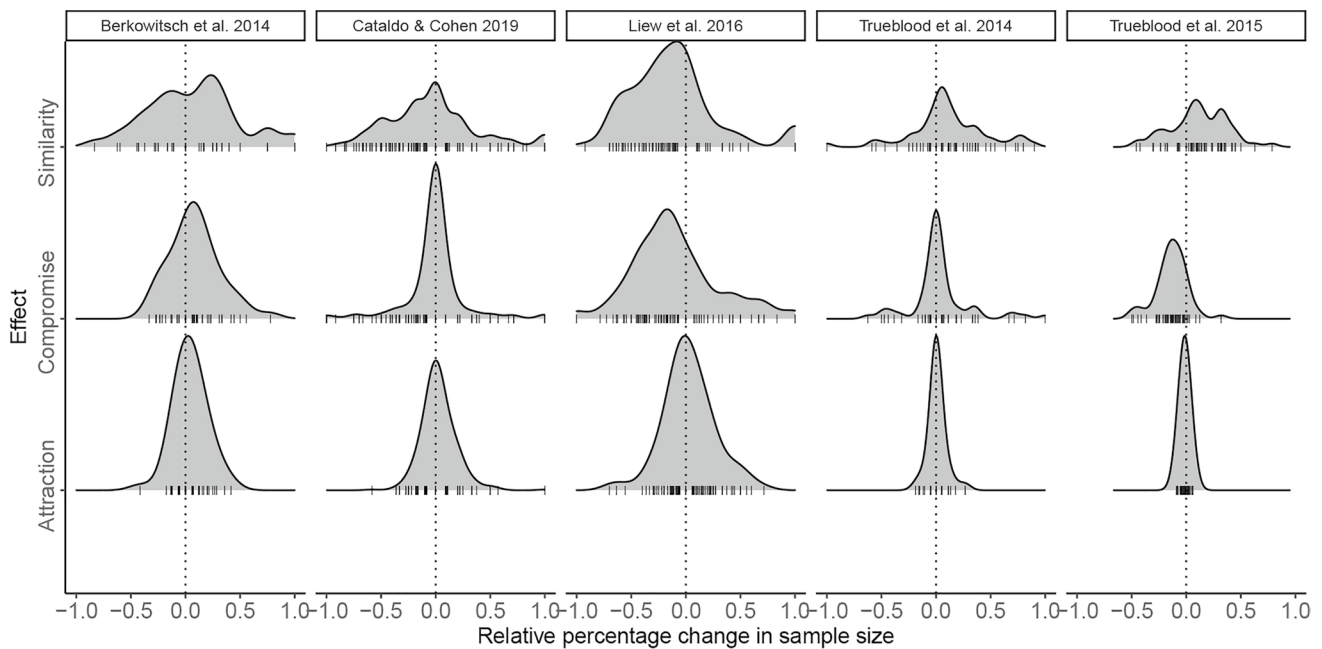 Berkowitsch et al. 2014
Cataldo & Cohen 2019
Liew et al. 2016
Trueblood et al. 2014
Trueblood et al. 2015
Effect
Similarity
Compromise
Attraction
−1.0 −0.5 0.0 0.5 1.0
−1.0 −0.5 0.0 0.5 1.0
−1.0 −0.5 0.0 0.5 1.0
−1.0 −0.5 0.0 0.5 1.0
−1.0 −0.5 0.0 0.5 1.0
Relative percentage change in sample size